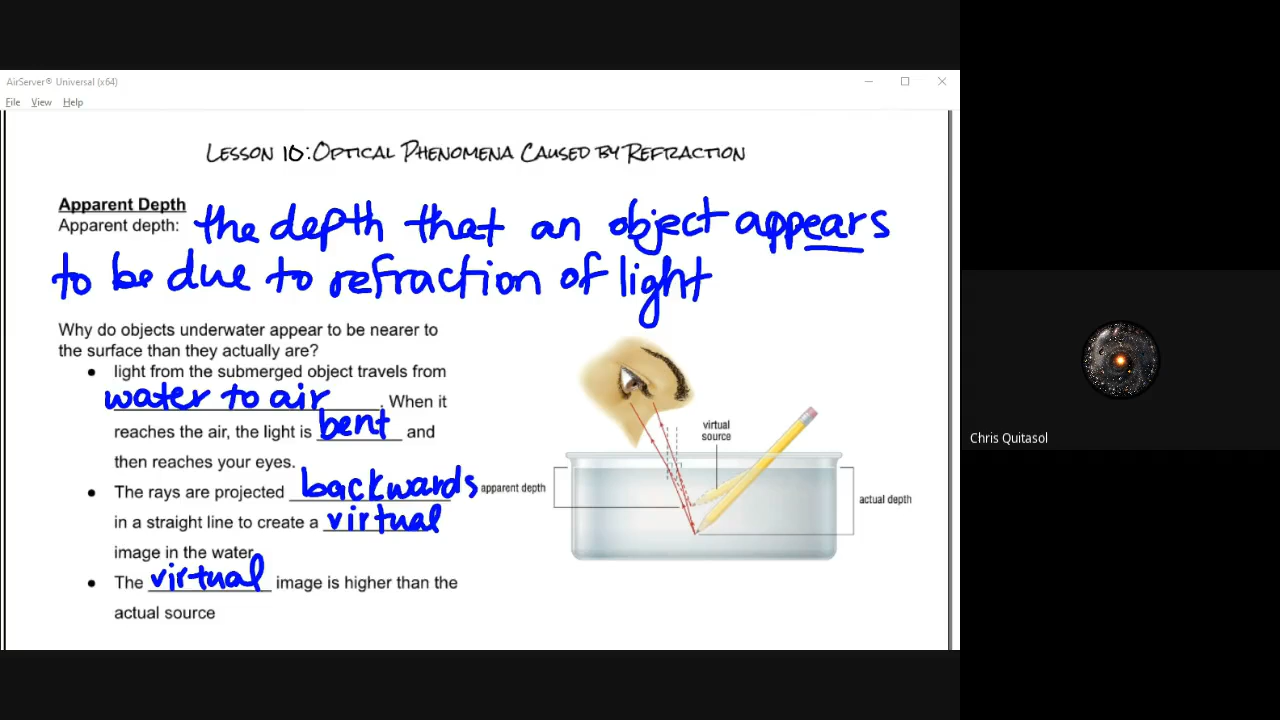 AirServer® Universal (x64)
File View Help
LESSON 10: OPTICAL PHENOMENA CAUSED BY REFRACTION
Apparent Depth
Apparent depth: the depth that an object appears
to be due to refraction of light
Why do objects underwater appear to be nearer to
the surface than they actually are?
● light from the submerged object travels from
water to air. When it
reaches the air, the light is bent and
then reaches your eyes.
● The rays are projected backwards
in a straight line to create a virtual
image in the water
● The virtual image is higher than the
actual source
virtual
source
apparent depth
actual depth
Chris Quitasol